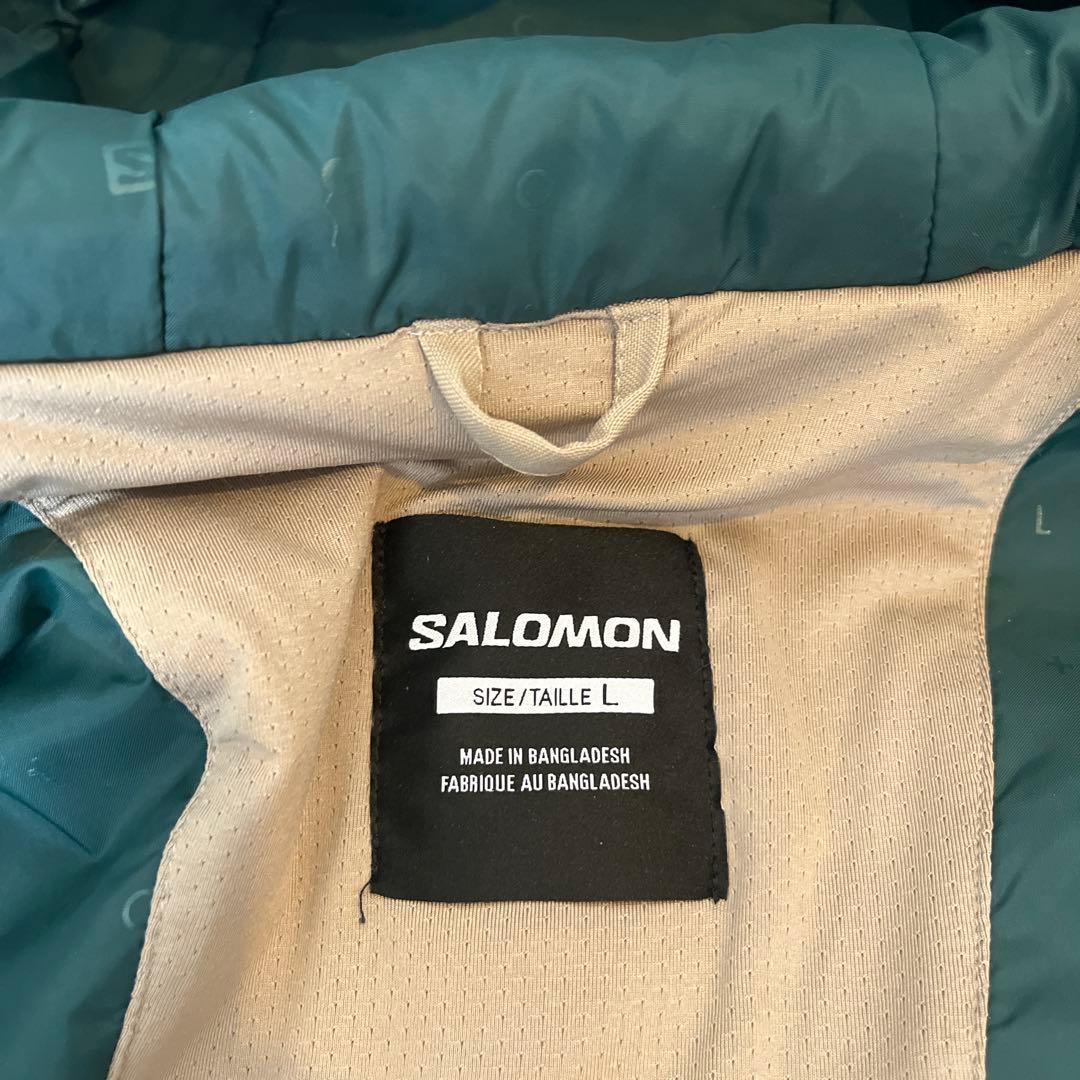 SALOMON
SIZE/TAILLE L
MADE IN BANGLADESH
FABRIQUE AU BANGLADESH
L